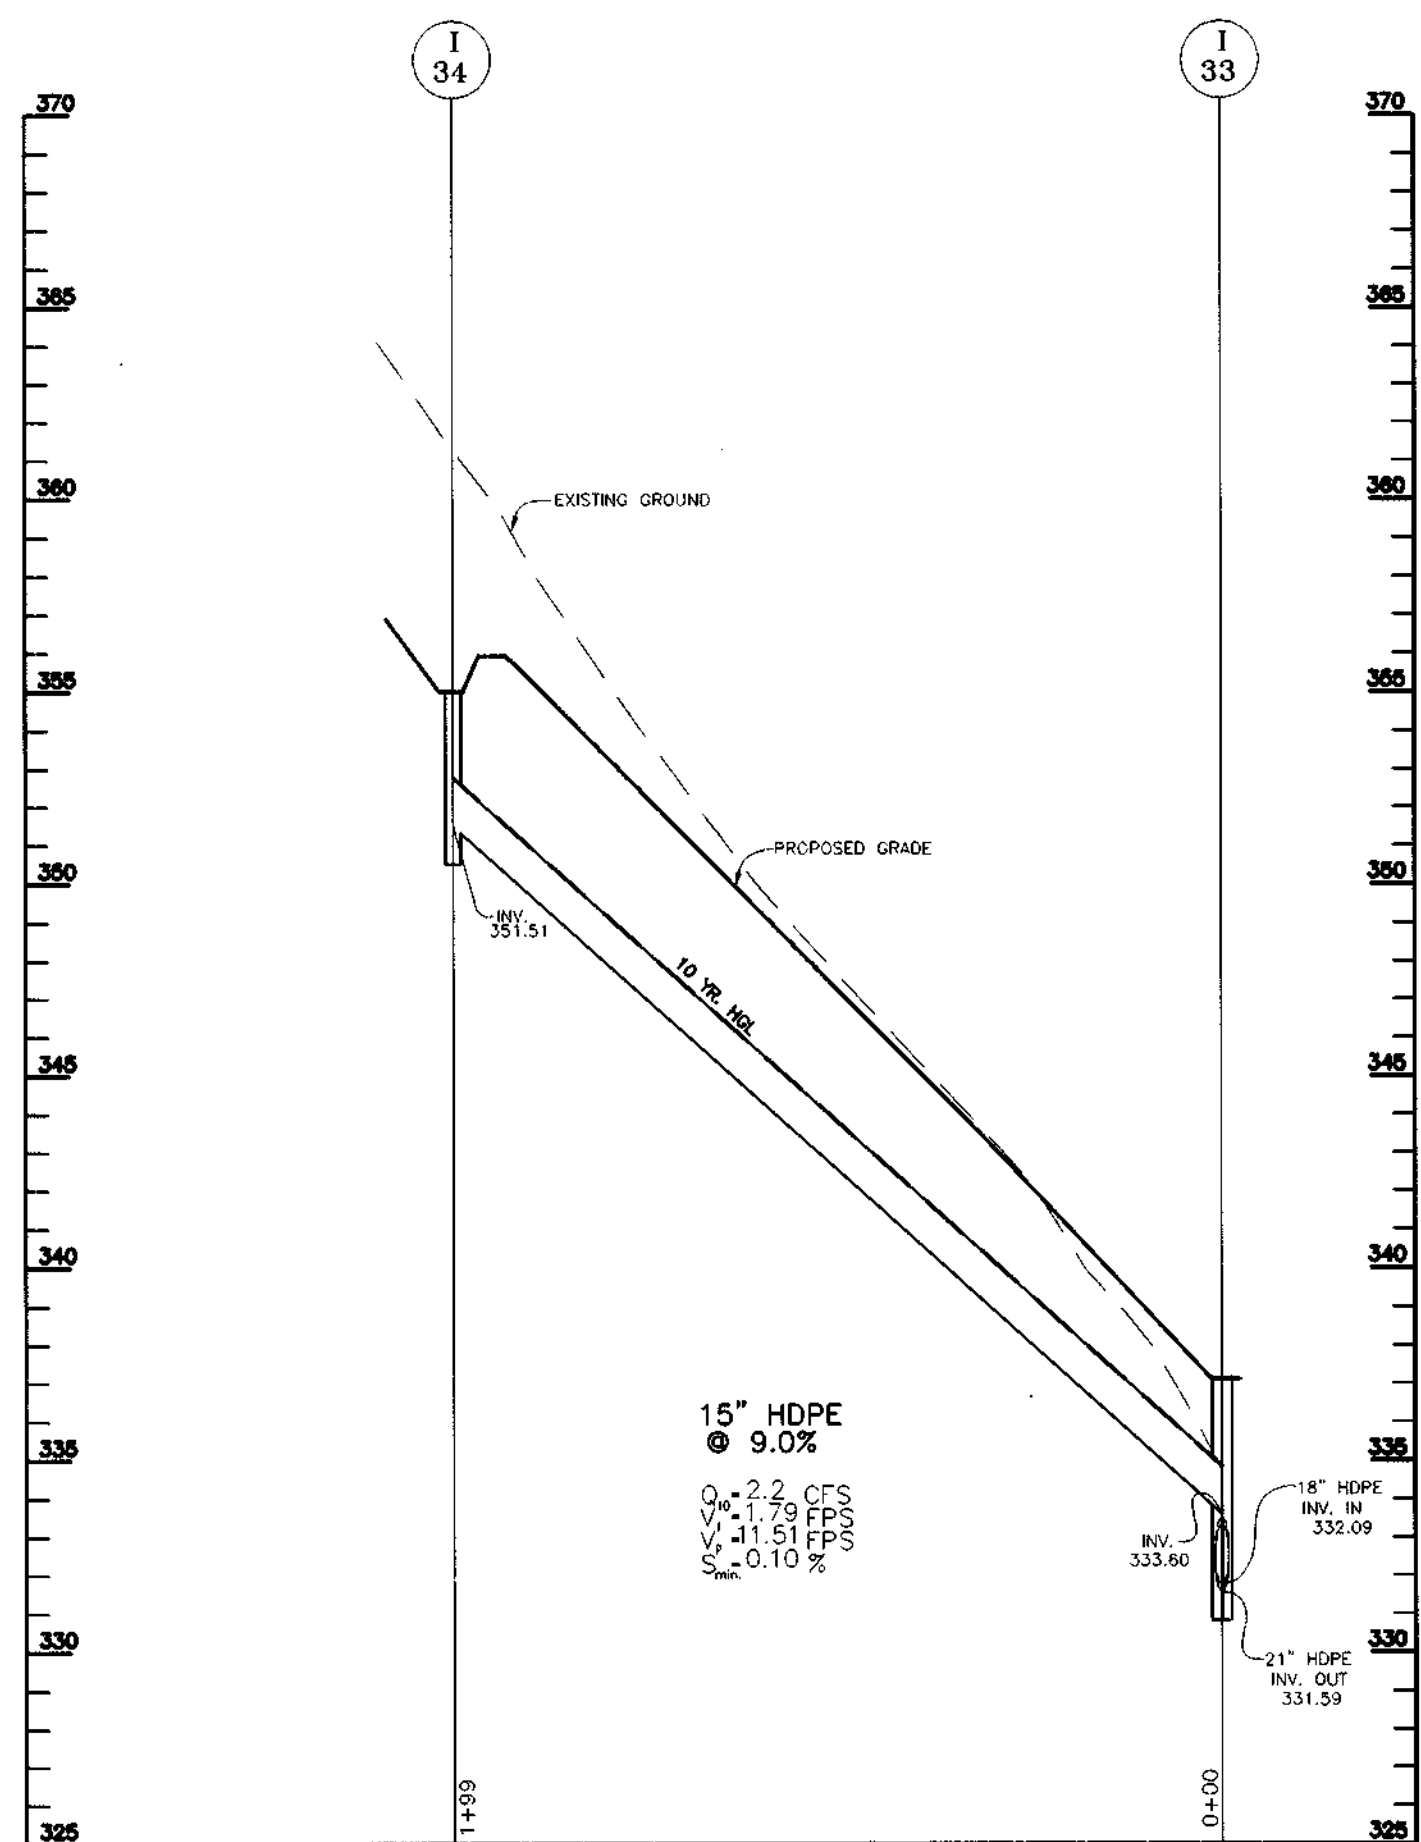 I
34
I
33
370
370
365
365
EXISTING GROUND
360
360
355
355
PROPOSED GRADE
350
350
INV.
351.51
10 YR. HGL
345
345
340
340
15" HDPE
@ 9.0%
335
335
Q10=2.2 CFS
Vf=1.79 FPS
Vp=11.51 FPS
Smin.=0.10 %
18" HDPE
INV. IN
332.09
INV.
333.60
330
330
21" HDPE
INV. OUT
331.59
1+99
0+00
325
325